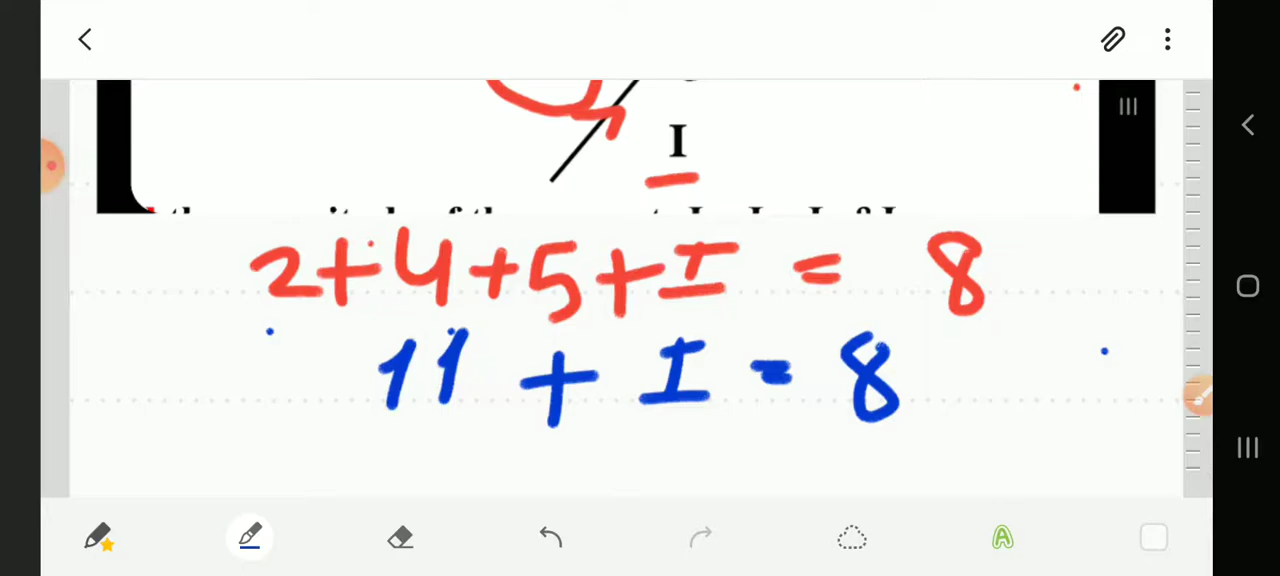 I
2+4+5+I = 8
11 + I = 8